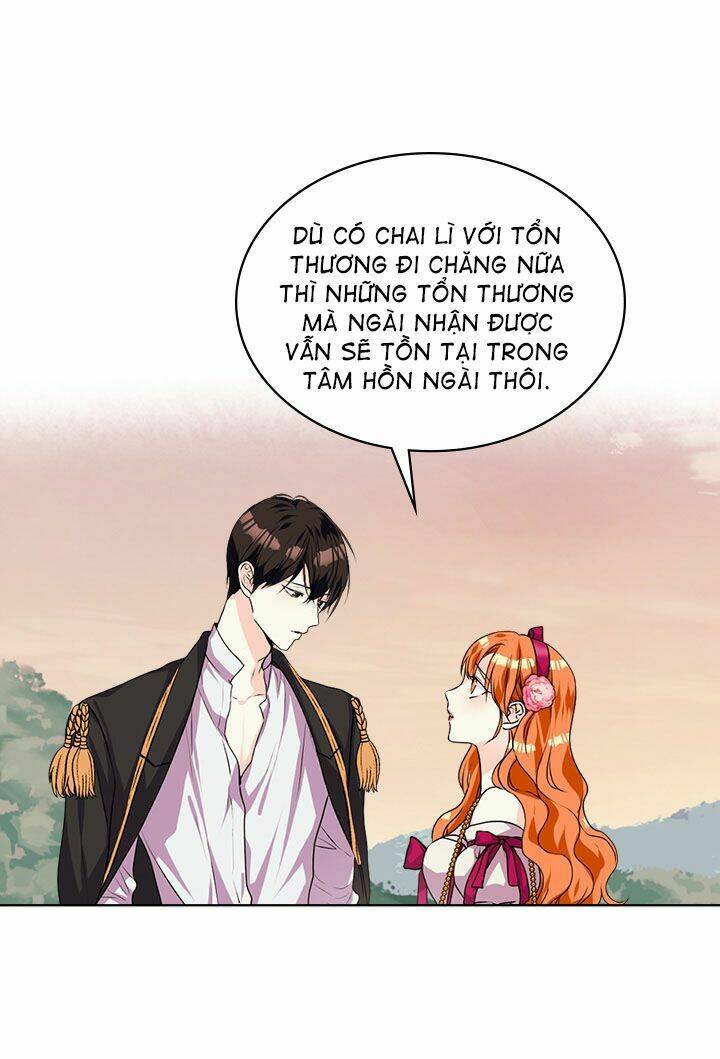 DÙ CÓ CHAI LÌ VỚI TỔN
THƯƠNG ĐI CHĂNG NỮA
THÌ NHỮNG TỔN THƯƠNG
MÀ NGÀI NHẬN ĐƯỢC
VẪN SẼ TỒN TẠI TRONG
TÂM HỒN NGÀI THÔI.